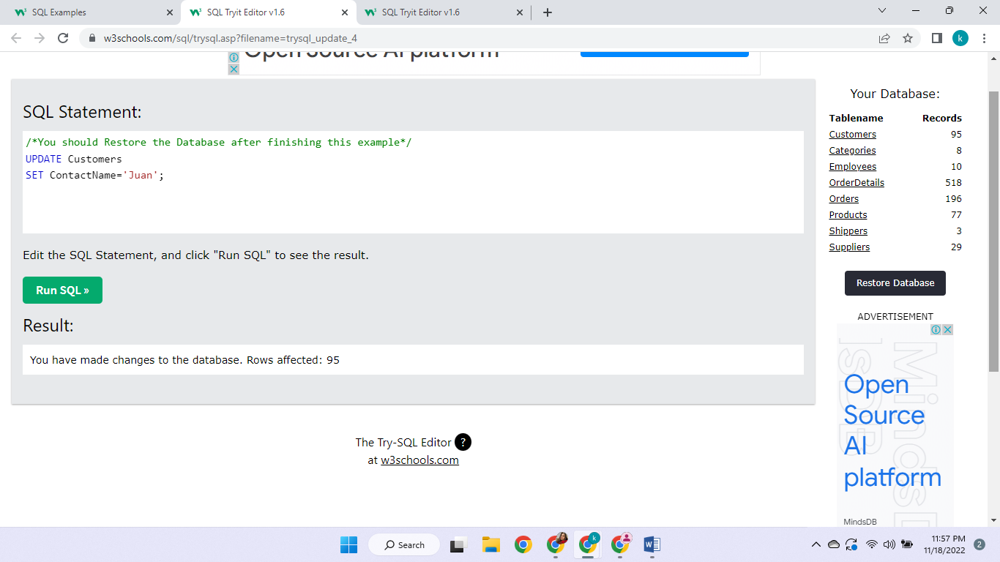 SQL Examples
SQL Tryit Editor v1.6
SQL Tryit Editor v1.6
w3schools.com/sql/trysql.asp?filename=trysql_update_4
k
Open Source AI platform
SQL Statement:
/*You should Restore the Database after finishing this example*/
UPDATE Customers
SET ContactName='Juan';
Edit the SQL Statement, and click "Run SQL" to see the result.
Run SQL »
Result:
You have made changes to the database. Rows affected: 95
The Try-SQL Editor ?
at w3schools.com
Your Database:
Tablename Records
Customers 95
Categories 8
Employees 10
OrderDetails 518
Orders 196
Products 77
Shippers 3
Suppliers 29
Restore Database
ADVERTISEMENT
Open
Source
AI
platform
MindsDB
Search
k
11:57 PM
11/18/2022
2